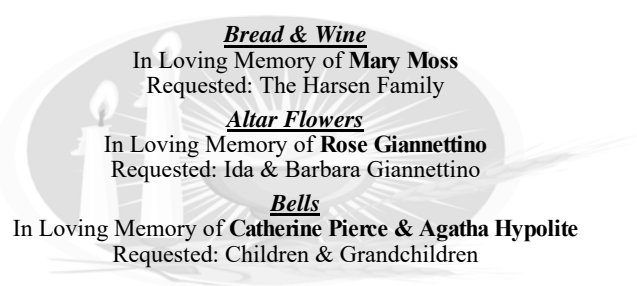 Bread & Wine
In Loving Memory of Mary Moss
Requested: The Harsen Family
Altar Flowers
In Loving Memory of Rose Giannettino
Requested: Ida & Barbara Giannettino
Bells
In Loving Memory of Catherine Pierce & Agatha Hypolite
Requested: Children & Grandchildren